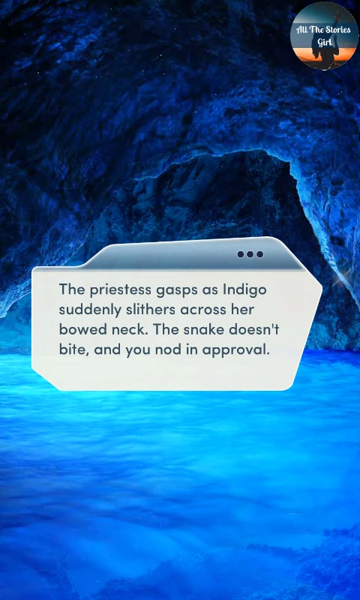 All The Stories
Girl
The priestess gasps as Indigo
suddenly slithers across her
bowed neck. The snake doesn't
bite, and you nod in approval.